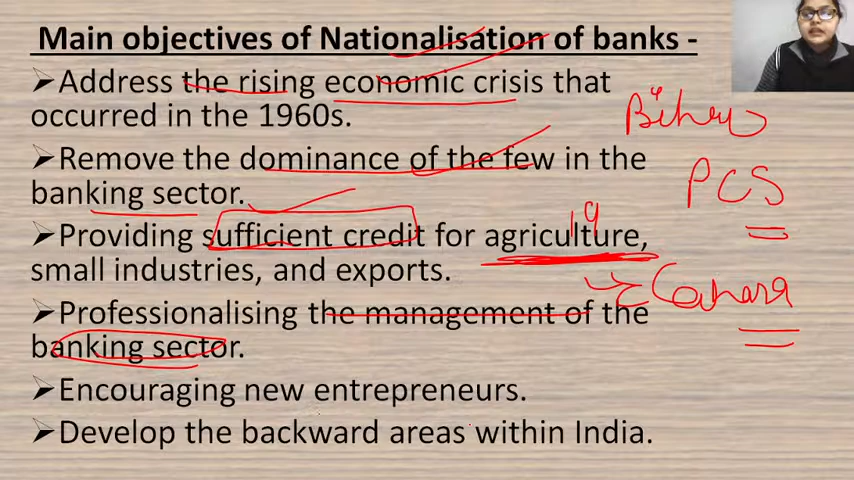 Main objectives of Nationalisation of banks -
➢Address the rising economic crisis that
occurred in the 1960s.
➢Remove the dominance of the few in the
banking sector.
➢Providing sufficient credit for agriculture,
small industries, and exports.
➢Professionalising the management of the
banking sector.
➢Encouraging new entrepreneurs.
➢Develop the backward areas within India.
PCS
19